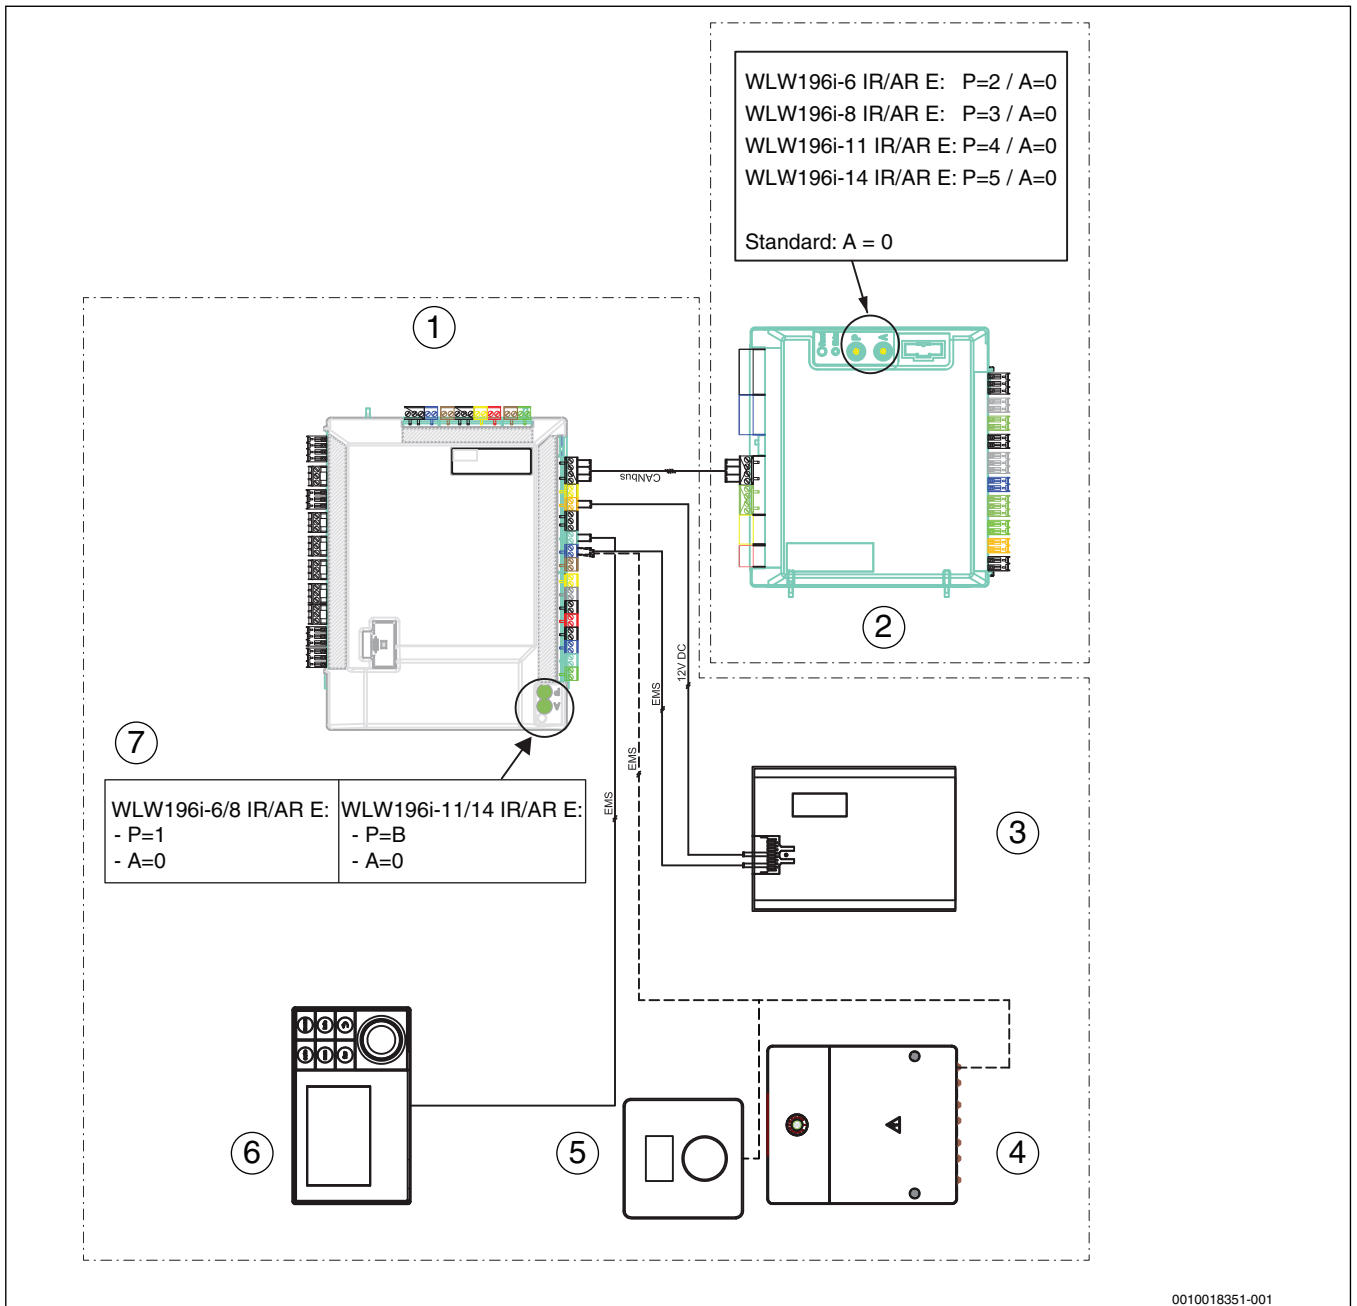 WLW196i-6 IR/AR E: P=2 / A=0
WLW196i-8 IR/AR E: P=3 / A=0
WLW196i-11 IR/AR E: P=4 / A=0
WLW196i-14 IR/AR E: P=5 / A=0
Standard: A = 0
1
P A
CANbus
2
12V DC
EMS
EMS
EMS
P
A
7
WLW196i-6/8 IR/AR E:
- P=1
- A=0
WLW196i-11/14 IR/AR E:
- P=B
- A=0
3
6
5
4
0010018351-001